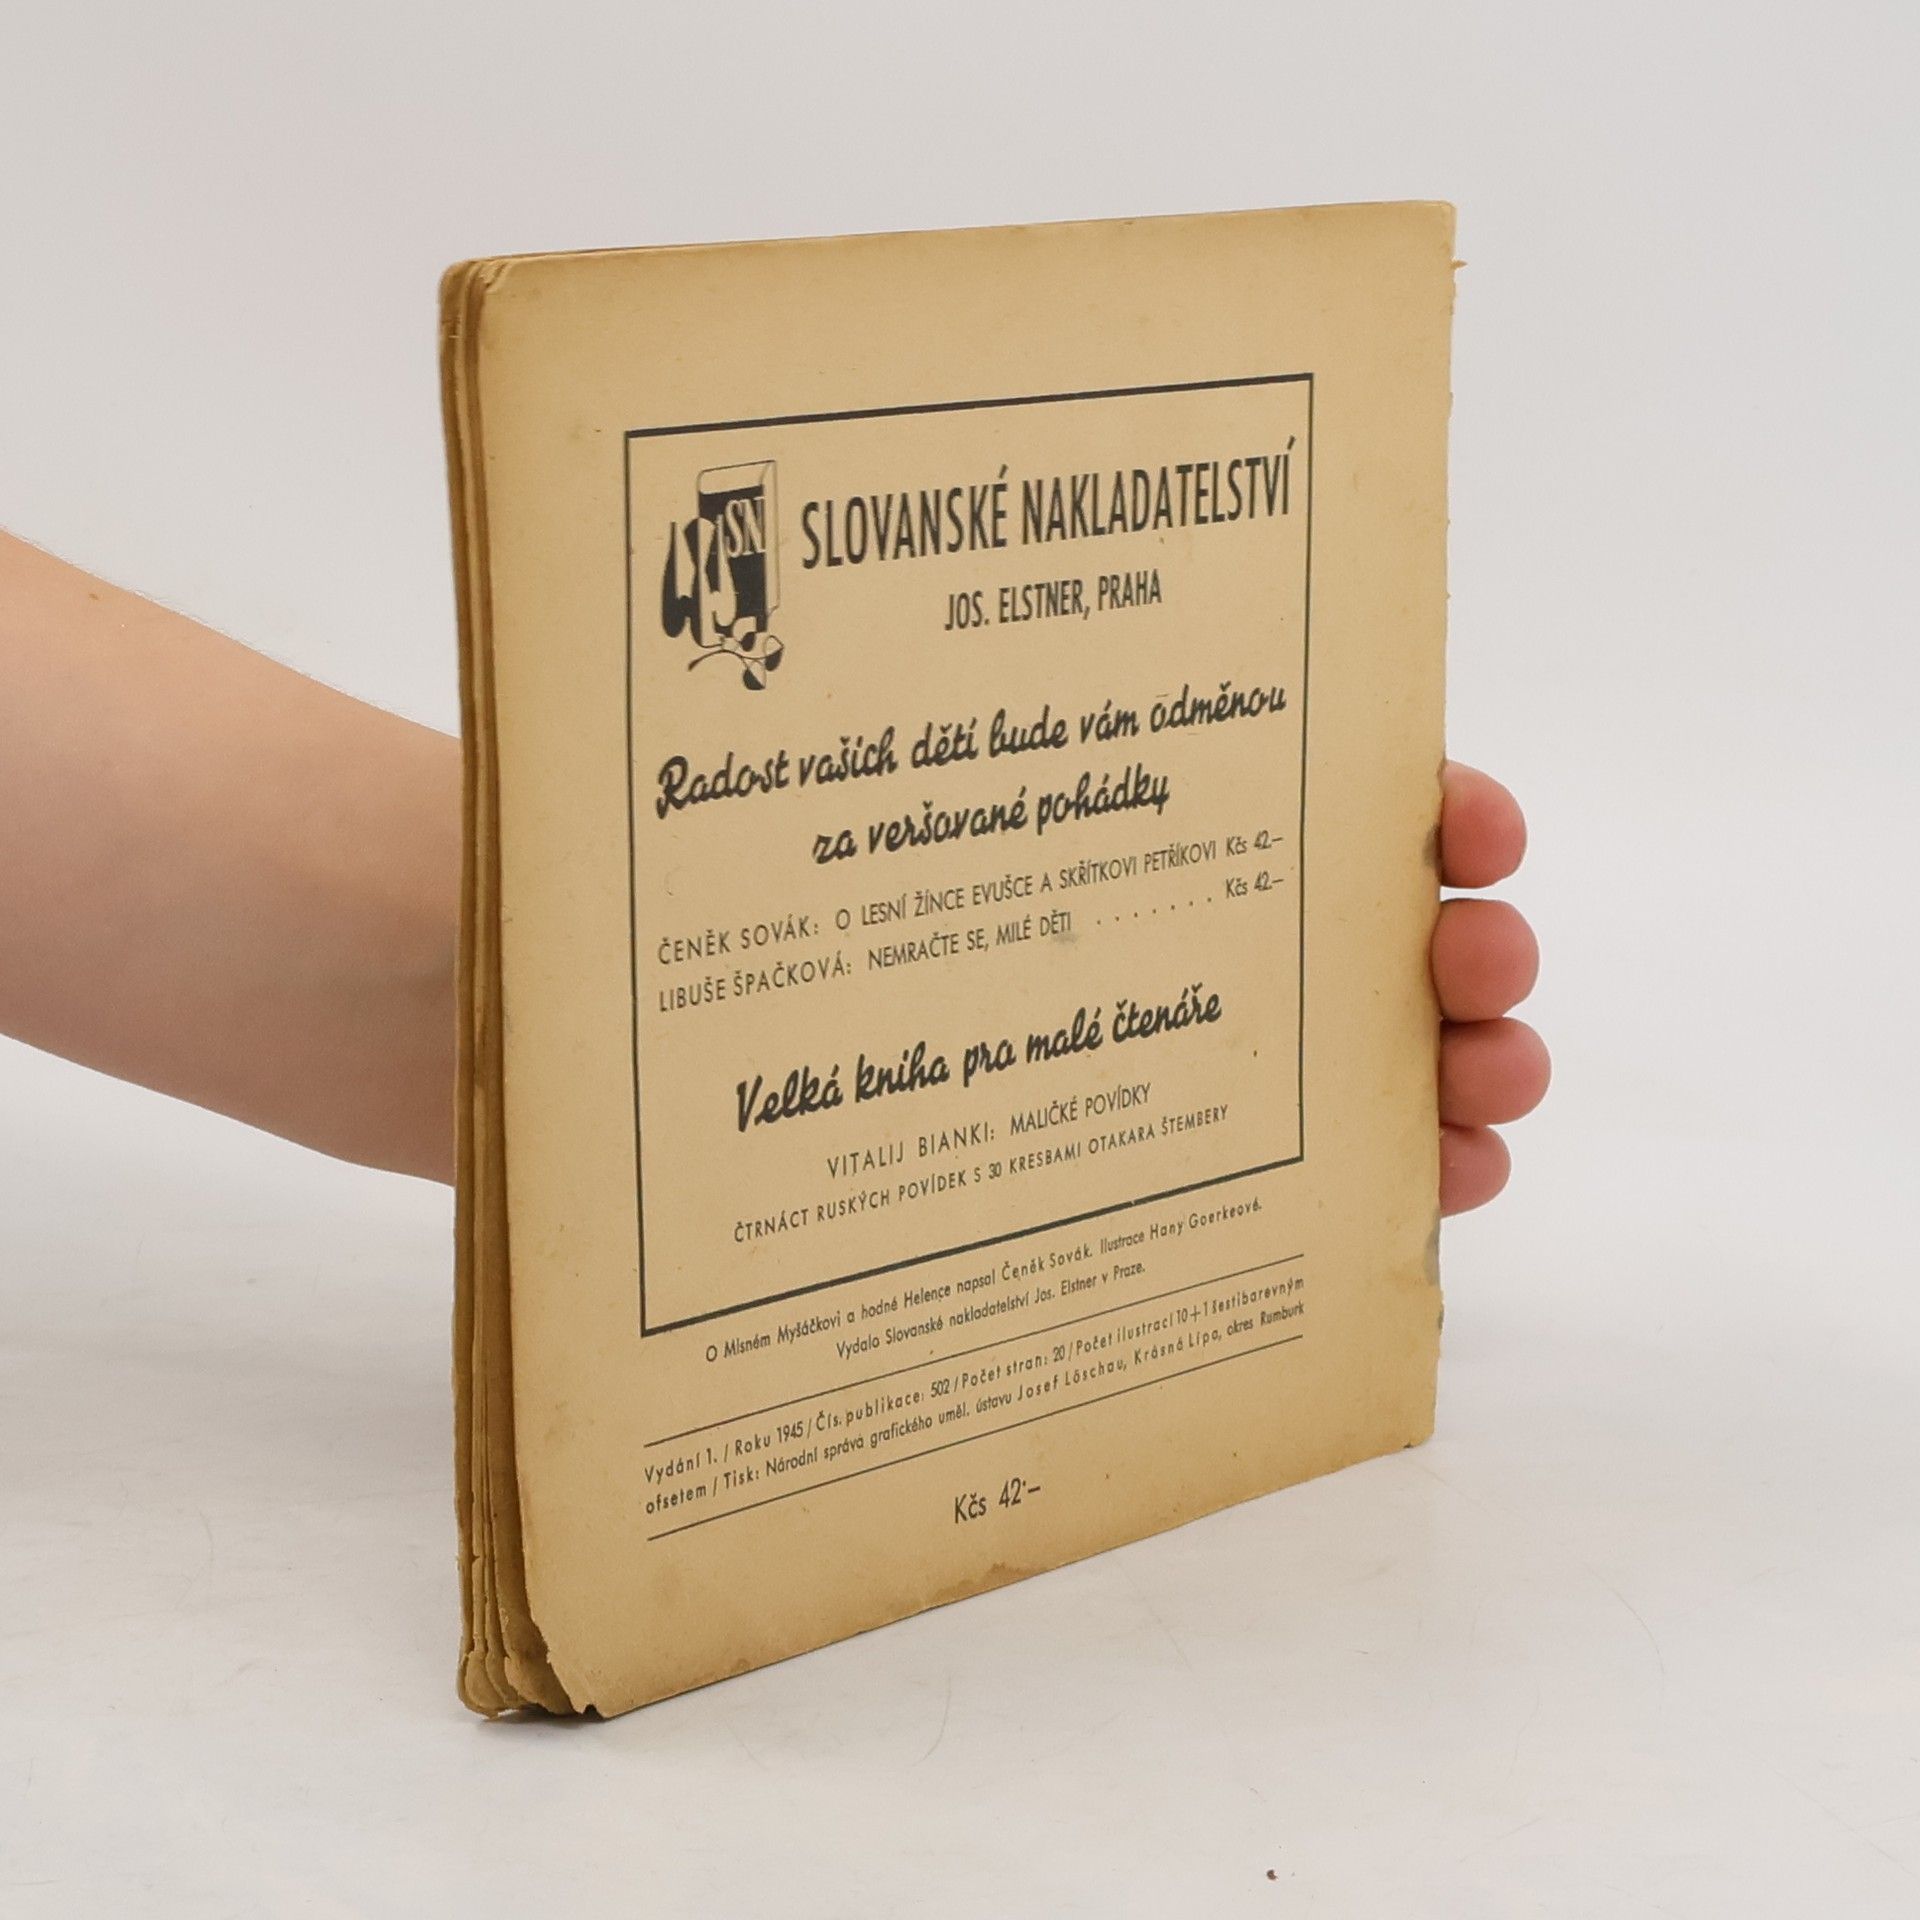 SN
SLOVANSKÉ NAKLADATELSTVÍ
JOS. ELSTNER, PRAHA
Radost vašich dětí bude vám odměnou
za veršované pohádky
ČENĚK SOVÁK: O LESNÍ ŽÍNCE EVUŠCE A SKŘÍTKOVI PETŘÍKOVI Kčs 42.–
LIBUŠE ŠPAČKOVÁ: NEMRAČTE SE, MILÉ DĚTI . . . . . . . Kčs 42.–
Velká kniha pro malé čtenáře
VITALIJ BIANKI: MALIČKÉ POVÍDKY
ČTRNÁCT RUSKÝCH POVÍDEK S 30 KRESBAMI OTAKARA ŠTEMBERY
O Mlsném Myšáčkovi a hodné Helence napsal Čeněk Sovák. Ilustrace Hany Goerkeové.
Vydalo Slovanské nakladatelství Jos. Elstner v Praze.
Vydání 1. / Roku 1945 / Čís. publikace: 502 / Počet stran: 20 / Počet ilustrací 10+1 šestibarevným
ofsetem / Tisk: Národní správa grafického uměl. ústavu Josef Löschau, Krásná Lípa, okres Rumburk
Kčs 42·–